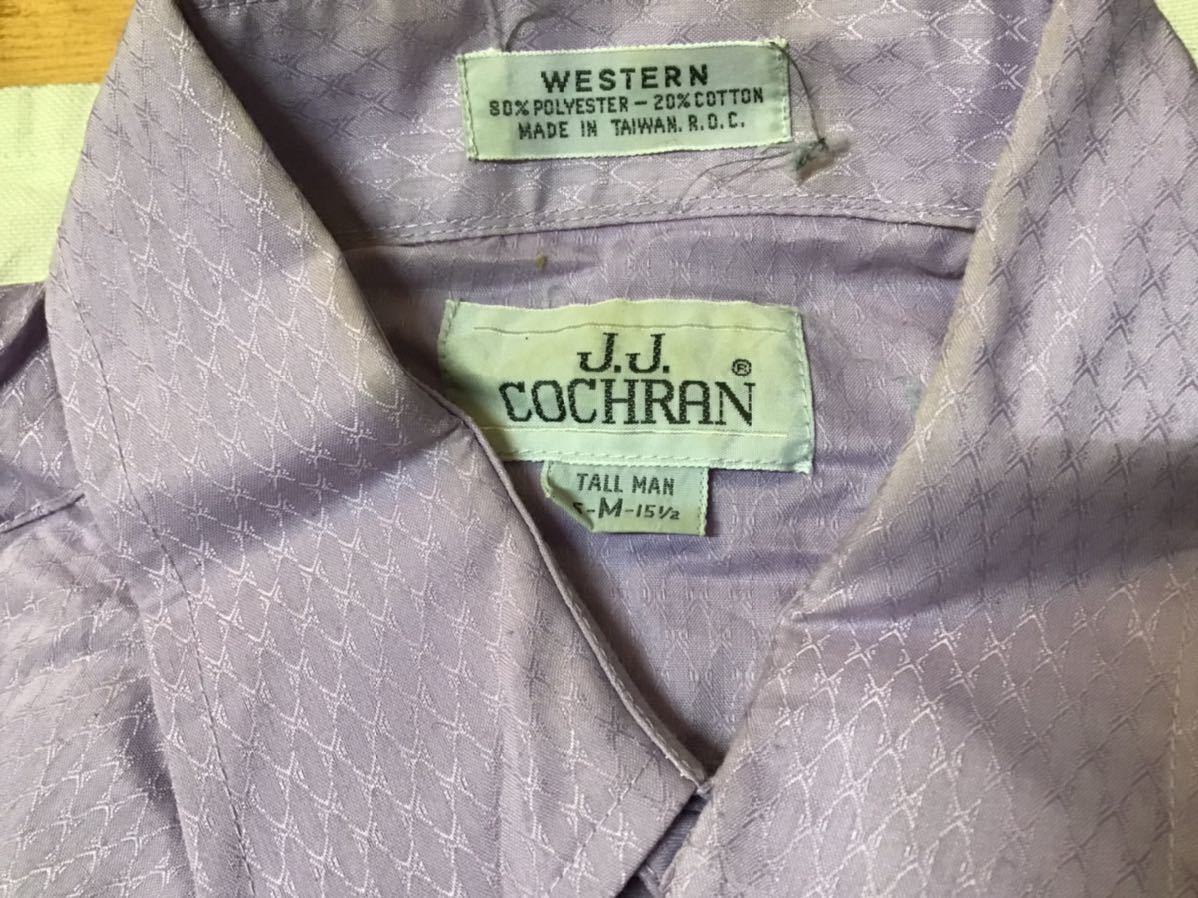 WESTERN
80% POLYESTER – 20% COTTON
MADE IN TAIWAN. R.O.C.
J.J.
COCHRAN ®
TALL MAN
-M-15½